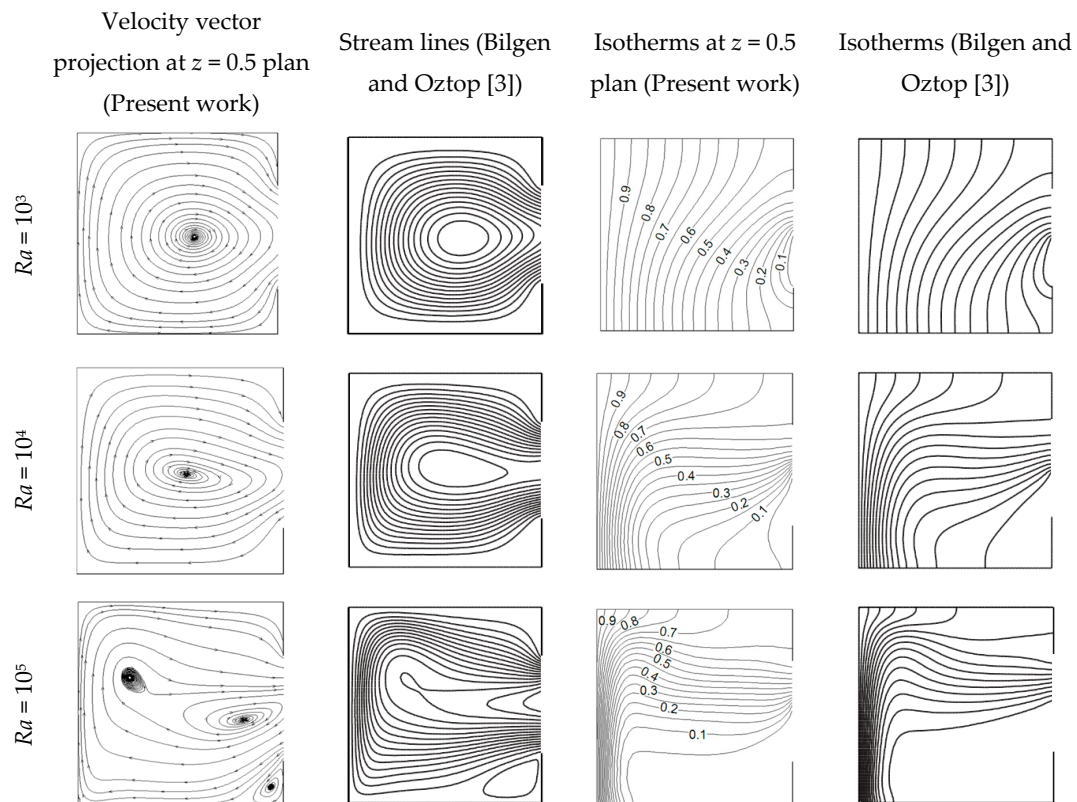 Velocity vector
projection at z = 0.5 plan
(Present work)
Stream lines (Bilgen
and Oztop [3])
Isotherms at z = 0.5
plan (Present work)
Isotherms (Bilgen and
Oztop [3])
Ra = 10³
0.9
0.8
0.7
0.6
0.5
0.4
0.3
0.2
0.1
Ra = 10⁴
0.9
0.8
0.7
0.6
0.5
0.4
0.3
0.2
0.1
Ra = 10⁵
0.9
0.8
0.7
0.6
0.5
0.4
0.3
0.2
0.1